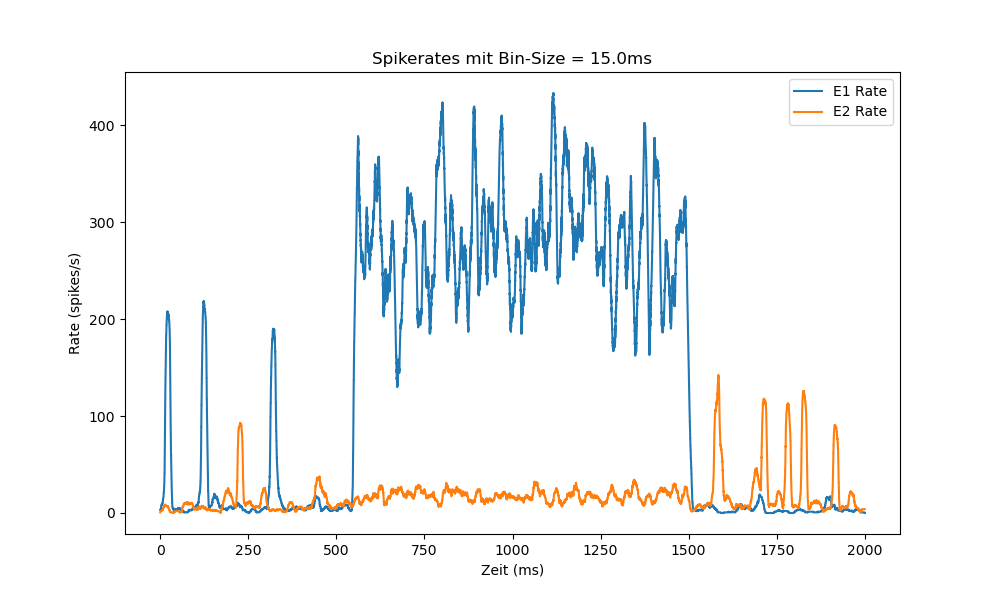 Spikerates mit Bin-Size = 15.0ms
E1 Rate
E2 Rate
Rate (spikes/s)
400
300
200
100
0
0 250 500 750 1000 1250 1500 1750 2000
Zeit (ms)